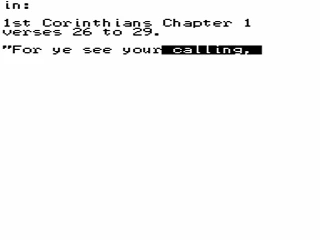 in:
1st Corinthians Chapter 1
verses 26 to 29.
"For ye see your calling,